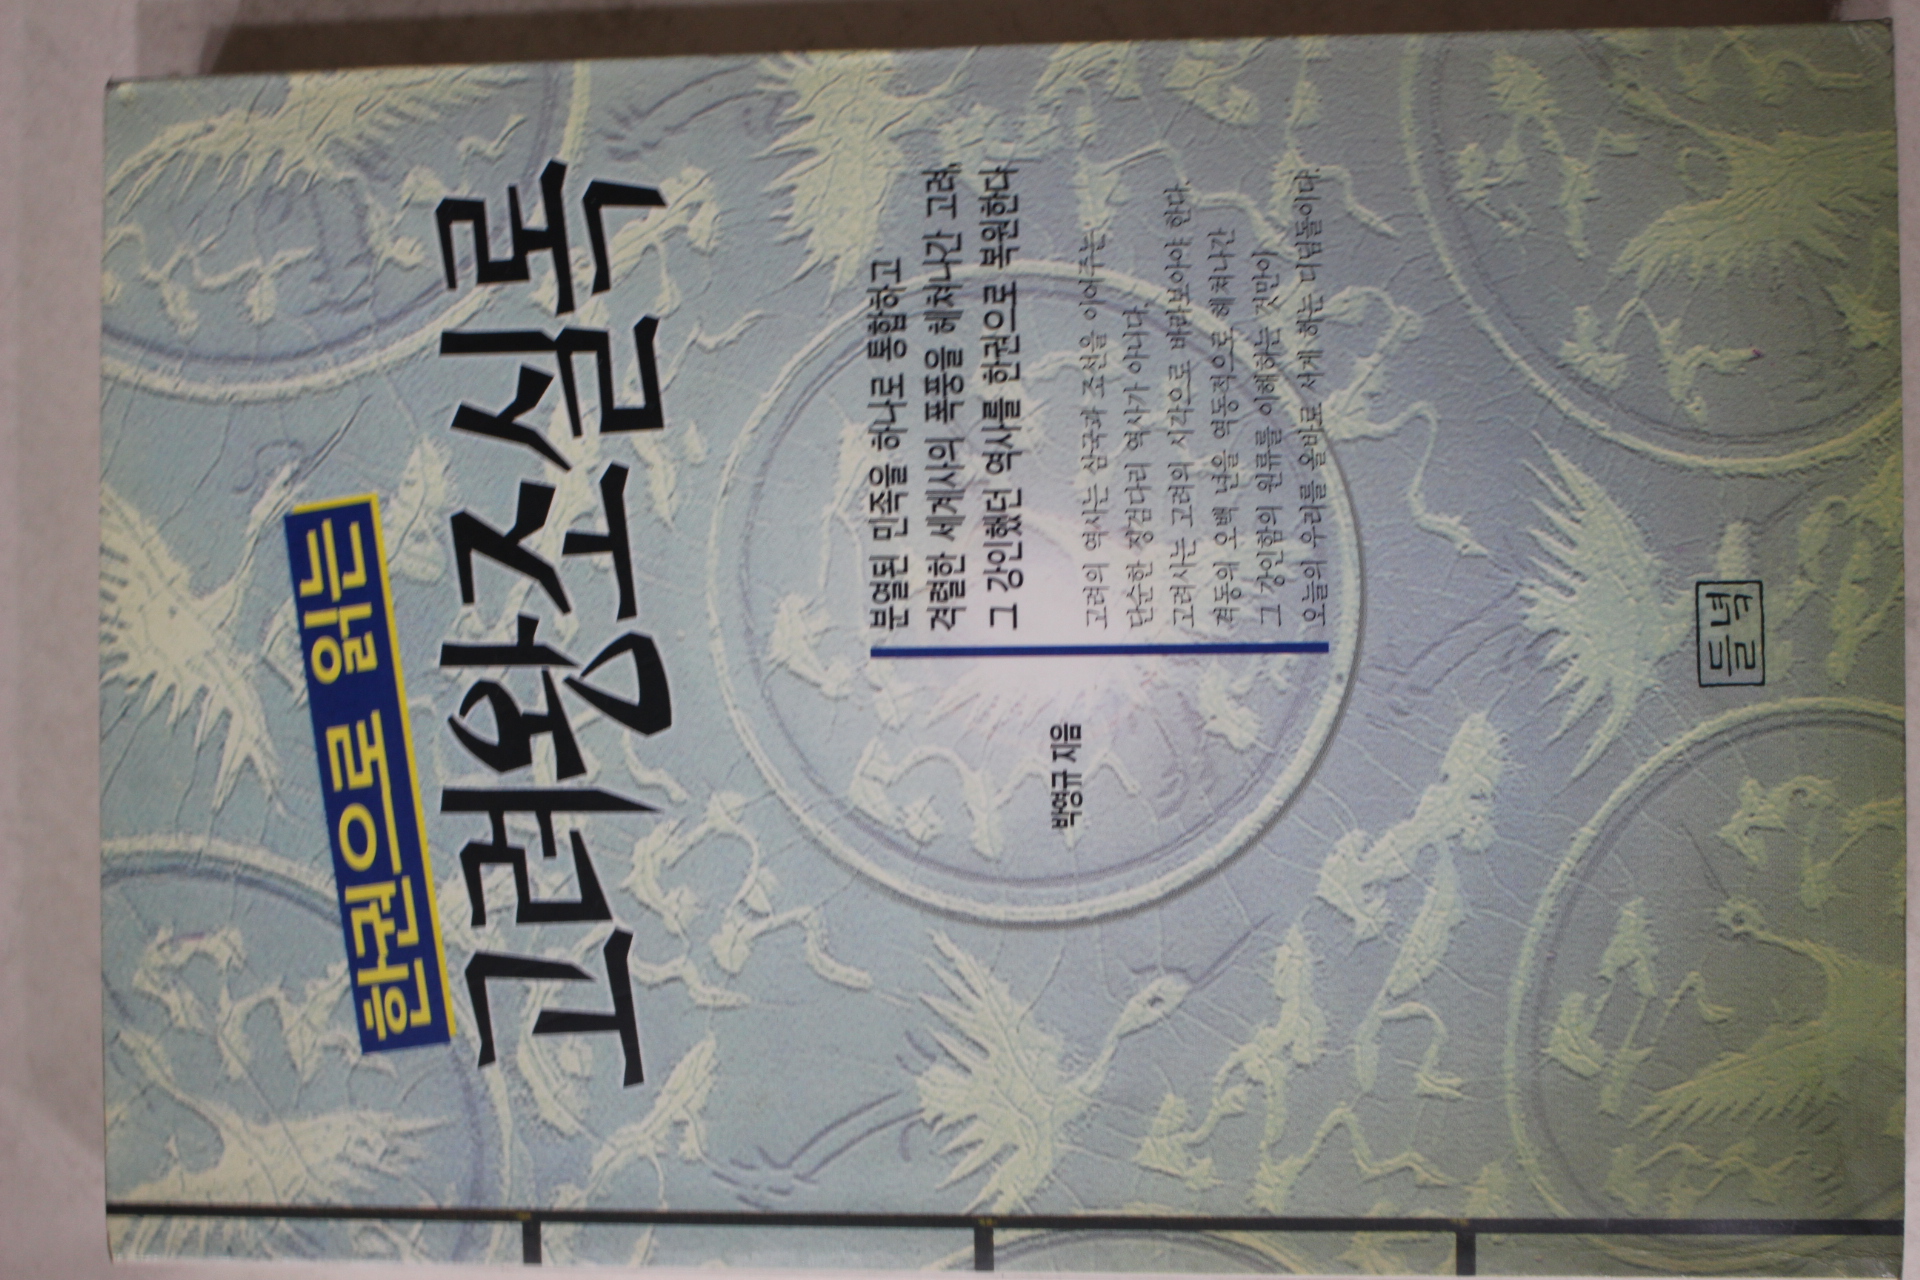 한권으로 읽는
고려왕조실록
분열된 민족을 하나로 통합하고
격렬한 세계사의 폭풍을 헤쳐나간 고려,
그 강인했던 역사를 한권으로 복원한다
고려의 역사는 삼국과 조선을 이어주는
단순한 징검다리 역사가 아니다.
고려사는 고려의 시각으로 바라보아야 한다.
격동의 오백 년을 역동적으로 헤쳐나간
그 강인함의 원류를 이해하는 것만이
오늘의 우리를 올바로 서게 하는 디딤돌이다.
박영규 지음
들녘